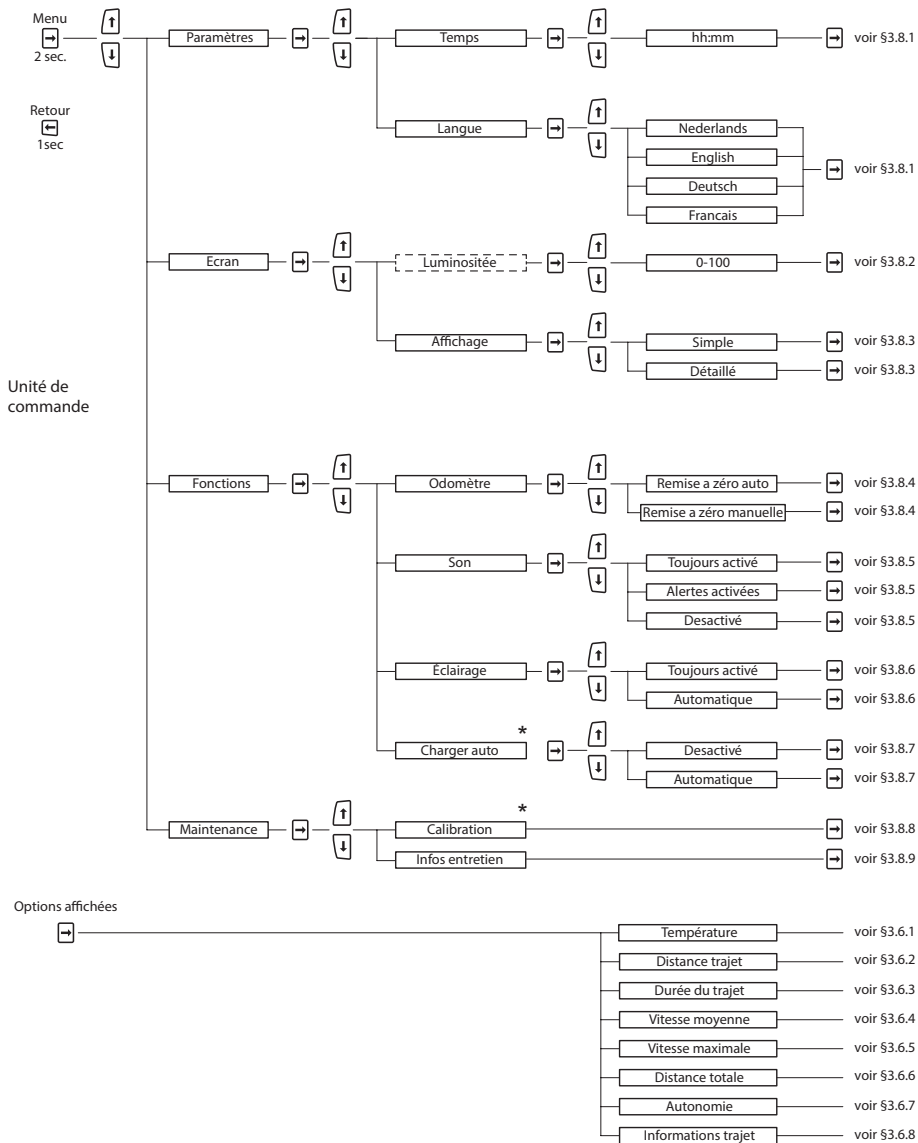 Menu
2 sec.
Paramètres
Temps
hh:mm
voir §3.8.1
Retour
1sec
Langue
Nederlands
English
Deutsch
Francais
voir §3.8.1
Ecran
Luminositée
0-100
voir §3.8.2
Affichage
Simple
voir §3.8.3
Détaillé
voir §3.8.3
Unité de
commande
Fonctions
Odomètre
Remise a zéro auto
voir §3.8.4
Remise a zéro manuelle
voir §3.8.4
Son
Toujours activé
voir §3.8.5
Alertes activées
voir §3.8.5
Desactivé
voir §3.8.5
Éclairage
Toujours activé
voir §3.8.6
Automatique
voir §3.8.6
*
Charger auto
Desactivé
voir §3.8.7
Automatique
voir §3.8.7
*
Maintenance
Calibration
voir §3.8.8
Infos entretien
voir §3.8.9
Options affichées
Température
voir §3.6.1
Distance trajet
voir §3.6.2
Durée du trajet
voir §3.6.3
Vitesse moyenne
voir §3.6.4
Vitesse maximale
voir §3.6.5
Distance totale
voir §3.6.6
Autonomie
voir §3.6.7
Informations trajet
voir §3.6.8